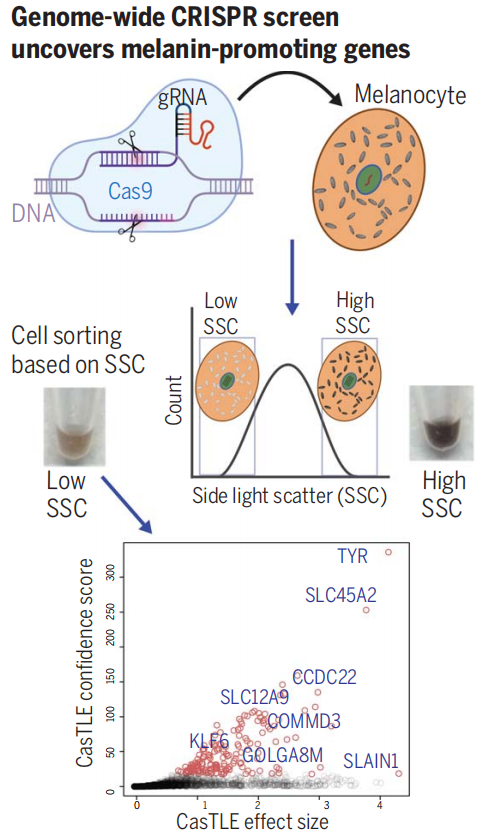 Genome-wide CRISPR screen
uncovers melanin-promoting genes
gRNA
Melanocyte
Cas9
DNA
Low
SSC
High
SSC
Cell sorting
based on SSC
Count
Low
SSC
High
SSC
Side light scatter (SSC)
CasTLE confidence score
300
250
200
150
100
50
0
TYR
SLC45A2
CCDC22
SLC12A9
COMMD3
KLF6
GOLGA8M
SLAIN1
0 1 2 3 4
CasTLE effect size